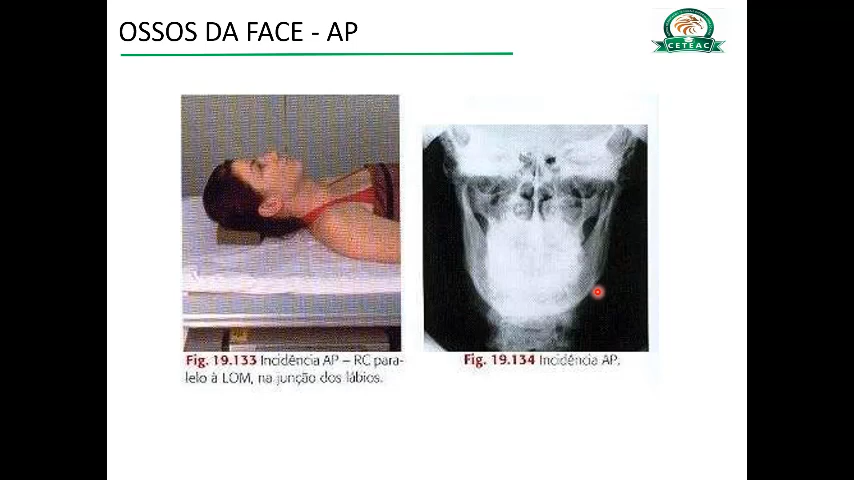 OSSOS DA FACE - AP
CETEAC
Fig. 19.133 Incidência AP – RC para-
lelo à LOM, na junção dos lábios.
Fig. 19.134 Incidência AP.